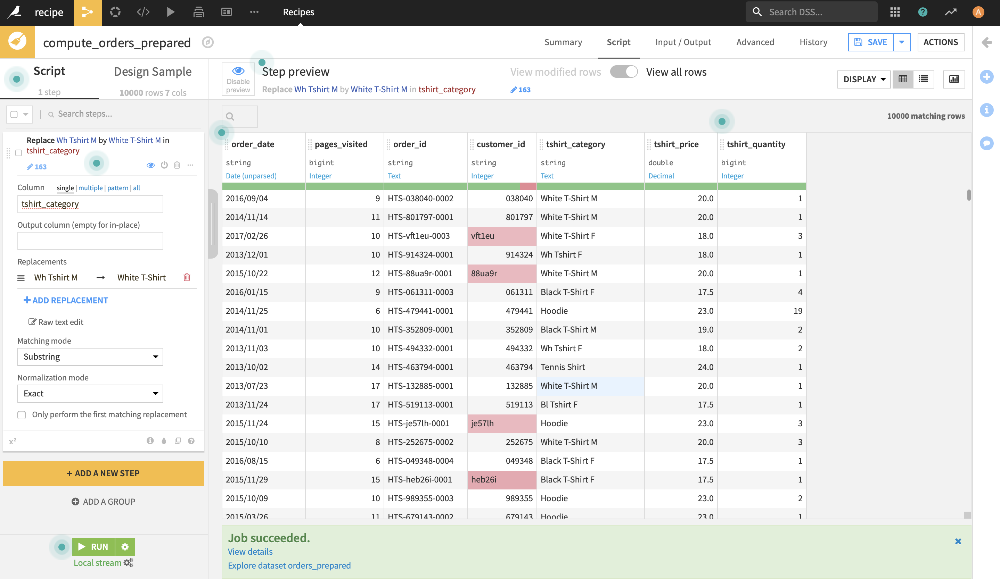 recipe
Recipes
Search DSS...
?
A
compute_orders_prepared
Summary
Script
Input / Output
Advanced
History
SAVE
ACTIONS
Script
1 step
Design Sample
10000 rows 7 cols
Disable preview
Step preview
Replace Wh Tshirt M by White T-Shirt M in tshirt_category
View modified rows
View all rows
163
DISPLAY
Search steps...
10000 matching rows
Replace Wh Tshirt M by White T-Shirt M in
tshirt_category
163
Column single | multiple | pattern | all
tshirt_category
Output column (empty for in-place)
Replacements
Wh Tshirt M → White T-Shirt
+ ADD REPLACEMENT
Raw text edit
Matching mode
Substring
Normalization mode
Exact
Only perform the first matching replacement
x²
+ ADD A NEW STEP
ADD A GROUP
RUN
Local stream
order_date pages_visited order_id customer_id tshirt_category tshirt_price tshirt_quantity
string bigint string string string double bigint
Date (unparsed) Integer Text Integer Text Decimal Integer
2016/09/04 9 HTS-038040-0002 038040 White T-Shirt M 20.0 1
2014/11/14 11 HTS-801797-0001 801797 White T-Shirt M 20.0 1
2017/02/26 10 HTS-vft1eu-0003 vft1eu White T-Shirt F 18.0 3
2013/12/01 10 HTS-914324-0001 914324 Wh Tshirt F 18.0 1
2015/10/22 12 HTS-88ua9r-0001 88ua9r White T-Shirt M 20.0 1
2016/01/15 9 HTS-061311-0003 061311 Black T-Shirt F 17.5 4
2014/11/25 6 HTS-479441-0001 479441 Hoodie 23.0 19
2014/11/01 10 HTS-352809-0001 352809 Black T-Shirt M 19.0 2
2013/11/03 10 HTS-494332-0001 494332 Wh Tshirt F 18.0 2
2013/10/02 14 HTS-463794-0001 463794 Tennis Shirt 24.0 1
2013/07/23 17 HTS-132885-0001 132885 White T-Shirt M 20.0 1
2013/11/24 17 HTS-519113-0001 519113 Bl Tshirt F 17.5 1
2015/11/24 15 HTS-je57lh-0001 je57lh Hoodie 23.0 3
2015/10/10 8 HTS-252675-0002 252675 White T-Shirt M 20.0 3
2016/08/15 6 HTS-049348-0004 049348 Black T-Shirt F 17.5 1
2015/11/29 15 HTS-heb26i-0001 heb26i Black T-Shirt F 17.5 1
2015/10/09 10 HTS-989355-0003 989355 Hoodie 23.0 2
2015/03/26 11 HTS-679143-0002 679143 Hoodie 23.0 1
Job succeeded.
View details
Explore dataset orders_prepared